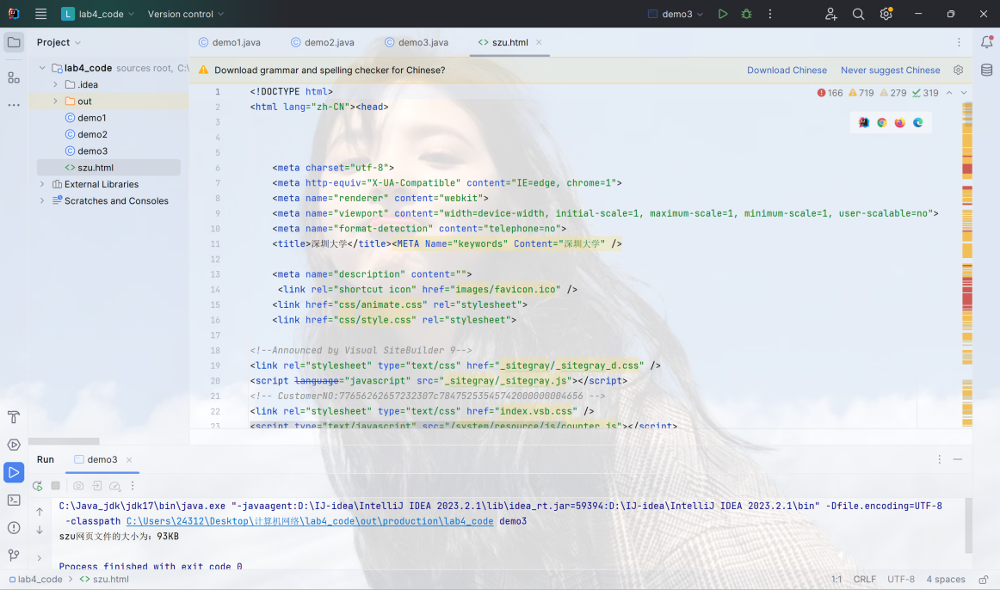 L lab4_code Version control demo3
Project demo1.java demo2.java demo3.java szu.html
lab4_code sources root, C:\
.idea
out
demo1
demo2
demo3
szu.html
External Libraries
Scratches and Consoles
Download grammar and spelling checker for Chinese? Download Chinese Never suggest Chinese
166 719 279 319
1 <!DOCTYPE html>
2 <html lang="zh-CN"><head>
3
4
5
6 <meta charset="utf-8">
7 <meta http-equiv="X-UA-Compatible" content="IE=edge, chrome=1">
8 <meta name="renderer" content="webkit">
9 <meta name="viewport" content="width=device-width, initial-scale=1, maximum-scale=1, minimum-scale=1, user-scalable=no">
10 <meta name="format-detection" content="telephone=no">
11 <title>深圳大学</title><META Name="keywords" Content="深圳大学" />
12
13 <meta name="description" content="">
14 <link rel="shortcut icon" href="images/favicon.ico" />
15 <link href="css/animate.css" rel="stylesheet">
16 <link href="css/style.css" rel="stylesheet">
17
18 <!--Announced by Visual SiteBuilder 9-->
19 <link rel="stylesheet" type="text/css" href="_sitegray/_sitegray_d.css" />
20 <script language="javascript" src="_sitegray/_sitegray.js"></script>
21 <!-- CustomerNO:77656262657232307c78475253545742000000004656 -->
22 <link rel="stylesheet" type="text/css" href="index.vsb.css" />
23 <script type="text/javascript" src="/system/resource/js/counter.js"></script>
Run demo3
C:\Java_jdk\jdk17\bin\java.exe "-javaagent:D:\IJ-idea\IntelliJ IDEA 2023.2.1\lib\idea_rt.jar=59394:D:\IJ-idea\IntelliJ IDEA 2023.2.1\bin" -Dfile.encoding=UTF-8
-classpath C:\Users\24312\Desktop\计算机网络\lab4_code\out\production\lab4_code demo3
szu网页文件的大小为：93KB
Process finished with exit code 0
lab4_code szu.html 1:1 CRLF UTF-8 4 spaces